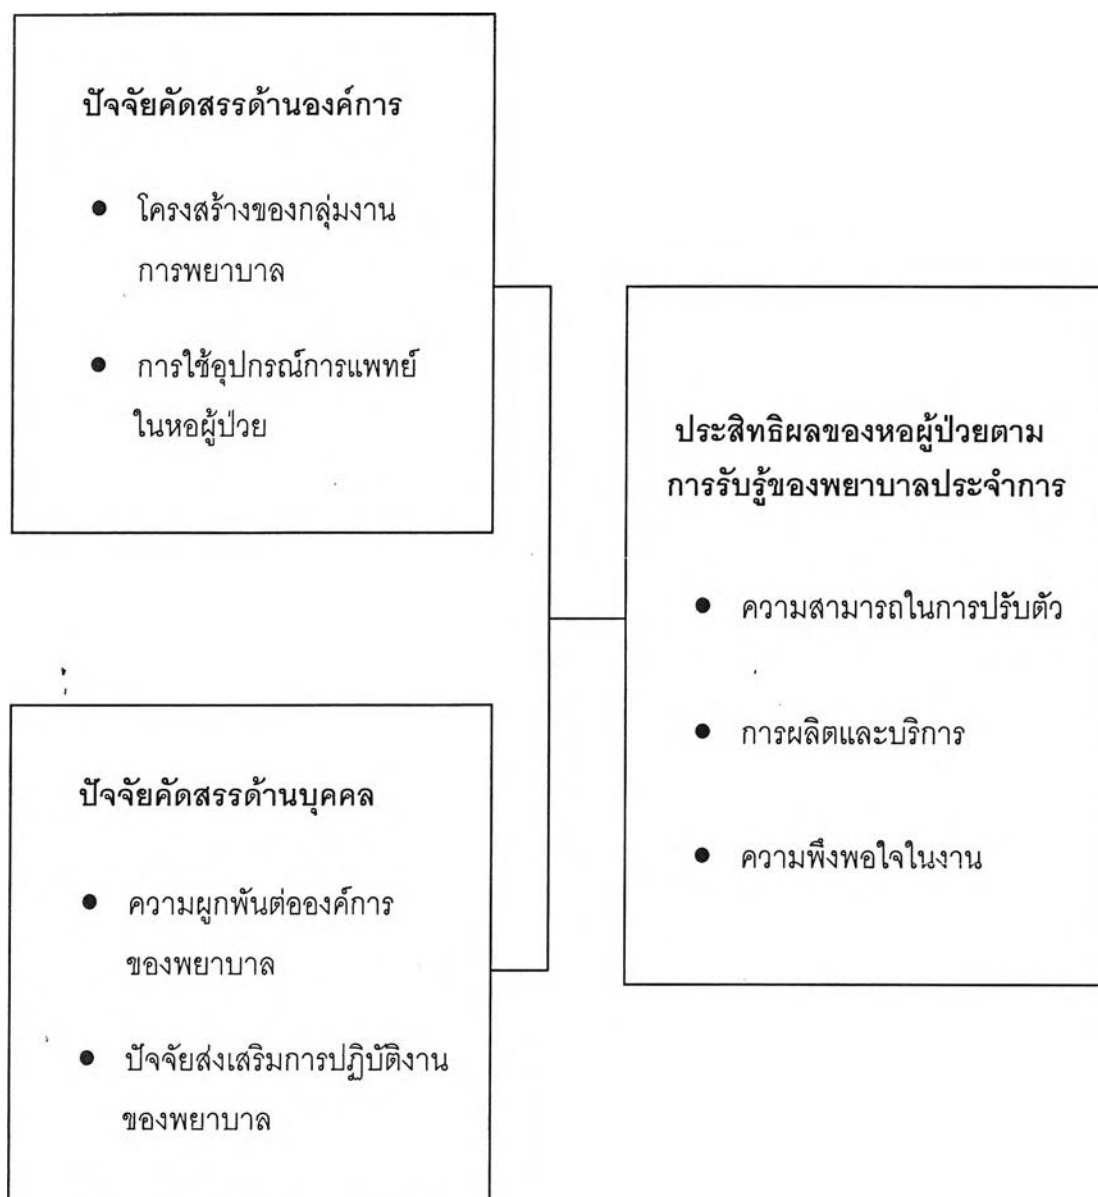 ปัจจัยคัดสรรด้านองค์การ
● โครงสร้างของกลุ่มงาน
การพยาบาล
● การใช้อุปกรณ์การแพทย์
ในหอผู้ป่วย
ปัจจัยคัดสรรด้านบุคคล
● ความผูกพันต่อองค์การ
ของพยาบาล
● ปัจจัยส่งเสริมการปฏิบัติงาน
ของพยาบาล
ประสิทธิผลของหอผู้ป่วยตาม
การรับรู้ของพยาบาลประจำการ
● ความสามารถในการปรับตัว
● การผลิตและบริการ
● ความพึงพอใจในงาน